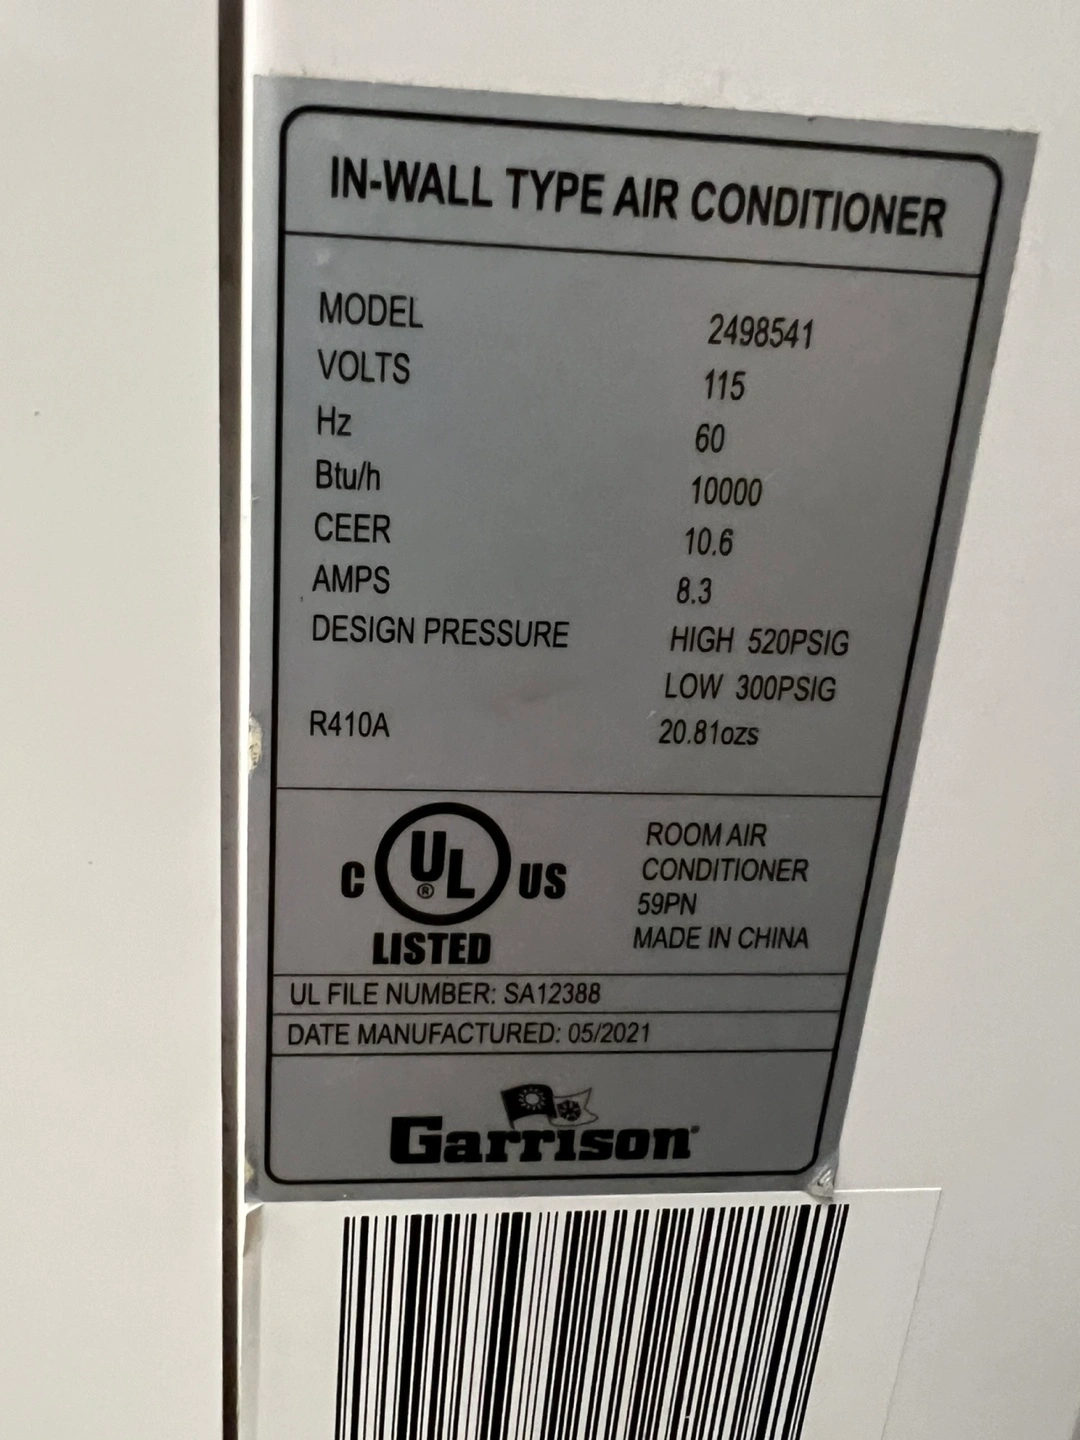 IN-WALL TYPE AIR CONDITIONER
MODEL 2498541
VOLTS 115
Hz 60
Btu/h 10000
CEER 10.6
AMPS 8.3
DESIGN PRESSURE HIGH 520PSIG
LOW 300PSIG
R410A 20.81ozs
C UL® US
LISTED
ROOM AIR
CONDITIONER
59PN
MADE IN CHINA
UL FILE NUMBER: SA12388
DATE MANUFACTURED: 05/2021
Garrison